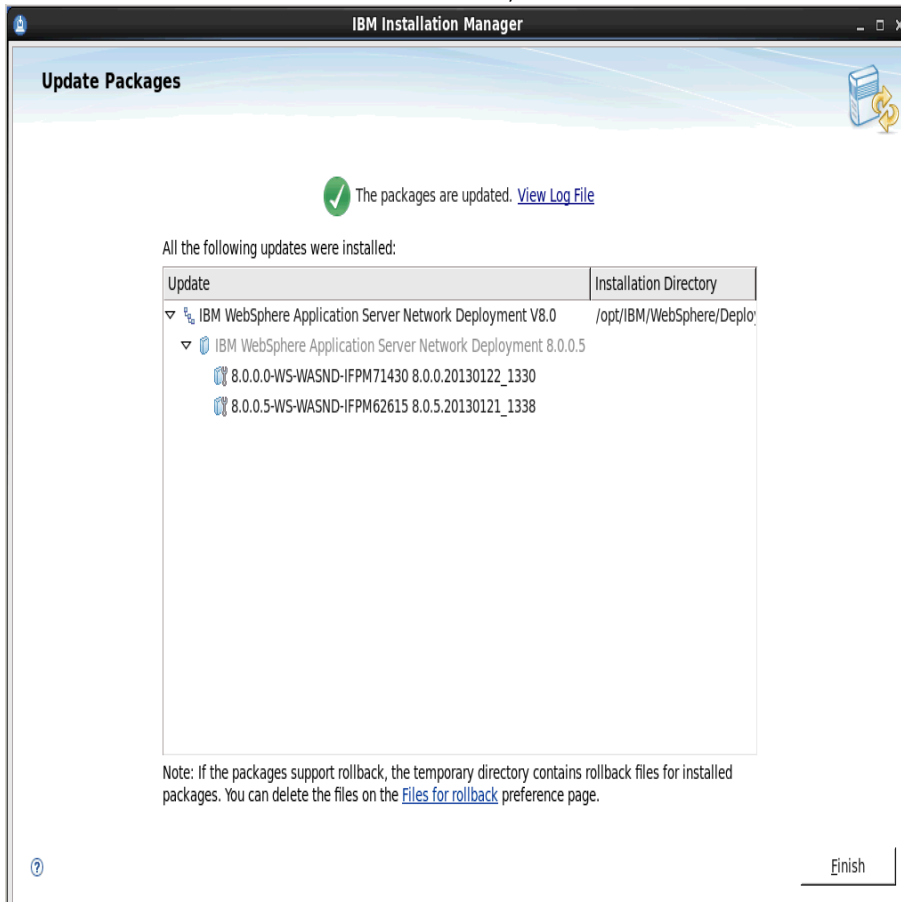 IBM Installation Manager
Update Packages
The packages are updated. View Log File
All the following updates were installed:
Update Installation Directory
IBM WebSphere Application Server Network Deployment V8.0 /opt/IBM/WebSphere/Deploy
IBM WebSphere Application Server Network Deployment 8.0.0.5
8.0.0.0-WS-WASND-IFPM71430 8.0.0.20130122_1330
8.0.0.5-WS-WASND-IFPM62615 8.0.5.20130121_1338
Note: If the packages support rollback, the temporary directory contains rollback files for installed
packages. You can delete the files on the Files for rollback preference page.
?
Finish